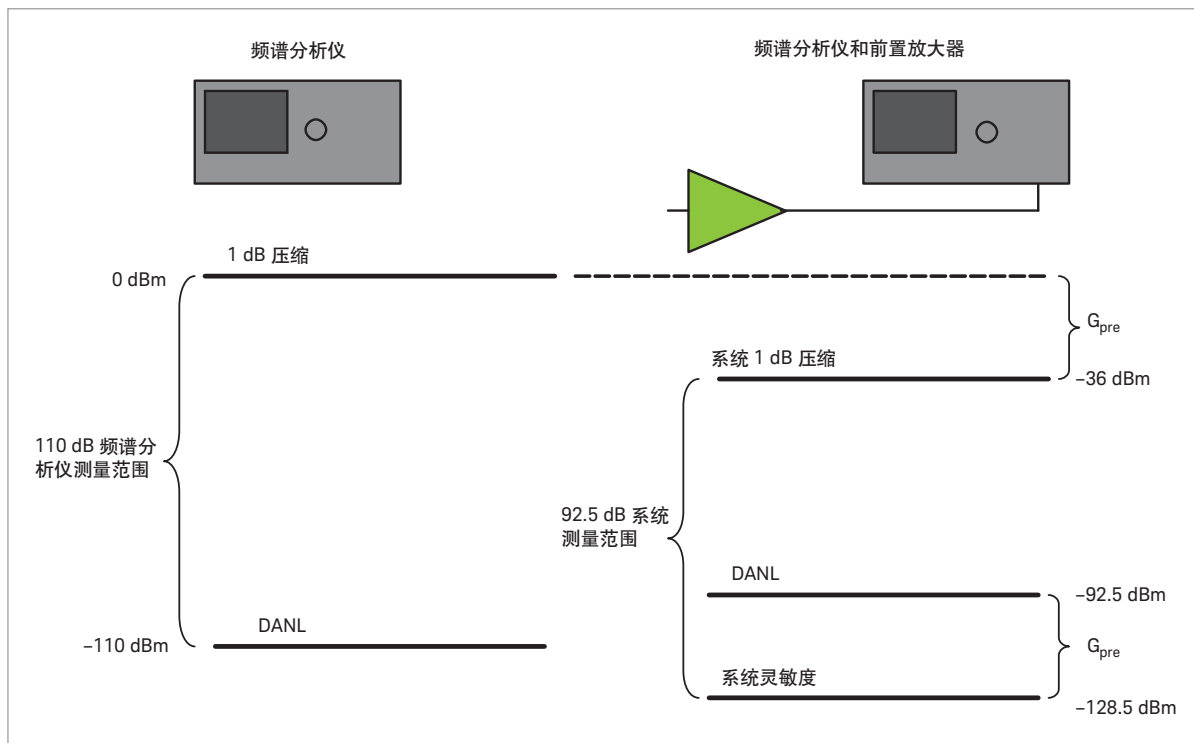 频谱分析仪
频谱分析仪和前置放大器
1 dB 压缩
0 dBm
G_pre
系统 1 dB 压缩
–36 dBm
110 dB 频谱分
析仪测量范围
92.5 dB 系统
测量范围
DANL
–92.5 dBm
DANL
–110 dBm
G_pre
系统灵敏度
–128.5 dBm